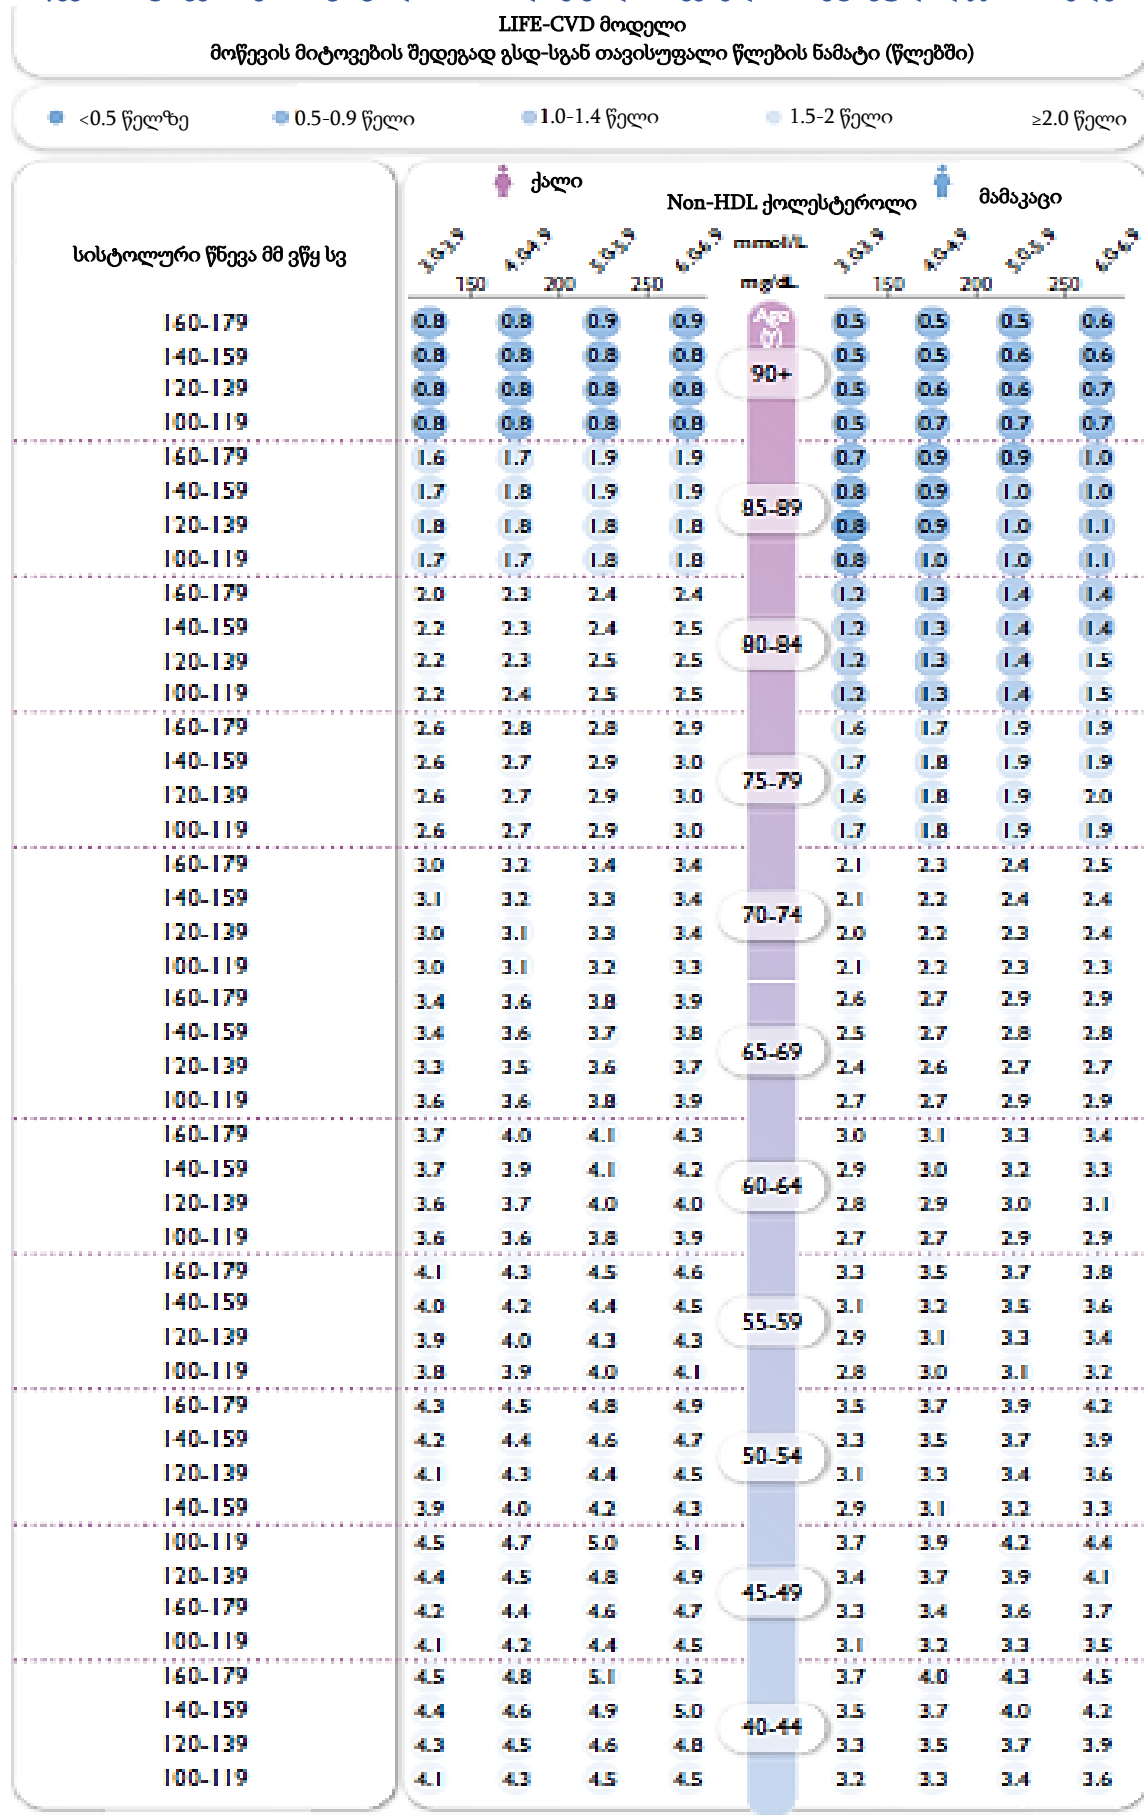 LIFE-CVD მოდელი
მოწევის მიტოვების შედეგად გსდ-სგან თავისუფალი წლების ნამატი (წლებში)
<0.5 წელზე 0.5-0.9 წელი 1.0-1.4 წელი 1.5-2 წელი ≥2.0 წელი
ქალი Non-HDL ქოლესტეროლი მამაკაცი
სისტოლური წნევა მმ ვწყ სვ
3.0-3.9 4.0-4.9 5.0-5.9 6.0-6.9 mmol/L 3.0-3.9 4.0-4.9 5.0-5.9 6.0-6.9
150 200 250 mg/dL 150 200 250
Age (y)
160-179 0.8 0.8 0.9 0.9 0.5 0.5 0.5 0.6
140-159 0.8 0.8 0.8 0.8 90+ 0.5 0.5 0.6 0.6
120-139 0.8 0.8 0.8 0.8 0.5 0.6 0.6 0.7
100-119 0.8 0.8 0.8 0.8 0.5 0.7 0.7 0.7
160-179 1.6 1.7 1.9 1.9 0.7 0.9 0.9 1.0
140-159 1.7 1.8 1.9 1.9 85-89 0.8 0.9 1.0 1.0
120-139 1.8 1.8 1.8 1.8 0.8 0.9 1.0 1.1
100-119 1.7 1.7 1.8 1.8 0.8 1.0 1.0 1.1
160-179 2.0 2.3 2.4 2.4 1.2 1.3 1.4 1.4
140-159 2.2 2.3 2.4 2.5 80-84 1.2 1.3 1.4 1.4
120-139 2.2 2.3 2.5 2.5 1.2 1.3 1.4 1.5
100-119 2.2 2.4 2.5 2.5 1.2 1.3 1.4 1.5
160-179 2.6 2.8 2.8 2.9 1.6 1.7 1.9 1.9
140-159 2.6 2.7 2.9 3.0 75-79 1.7 1.8 1.9 1.9
120-139 2.6 2.7 2.9 3.0 1.6 1.8 1.9 2.0
100-119 2.6 2.7 2.9 3.0 1.7 1.8 1.9 1.9
160-179 3.0 3.2 3.4 3.4 2.1 2.3 2.4 2.5
140-159 3.1 3.2 3.3 3.4 70-74 2.1 2.2 2.4 2.4
120-139 3.0 3.1 3.3 3.4 2.0 2.2 2.3 2.4
100-119 3.0 3.1 3.2 3.3 2.1 2.2 2.3 2.3
160-179 3.4 3.6 3.8 3.9 2.6 2.7 2.9 2.9
140-159 3.4 3.6 3.7 3.8 65-69 2.5 2.7 2.8 2.8
120-139 3.3 3.5 3.6 3.7 2.4 2.6 2.7 2.7
100-119 3.6 3.6 3.8 3.9 2.7 2.7 2.9 2.9
160-179 3.7 4.0 4.1 4.3 3.0 3.1 3.3 3.4
140-159 3.7 3.9 4.1 4.2 60-64 2.9 3.0 3.2 3.3
120-139 3.6 3.7 4.0 4.0 2.8 2.9 3.0 3.1
100-119 3.6 3.6 3.8 3.9 2.7 2.7 2.9 2.9
160-179 4.1 4.3 4.5 4.6 3.3 3.5 3.7 3.8
140-159 4.0 4.2 4.4 4.5 55-59 3.1 3.2 3.5 3.6
120-139 3.9 4.0 4.3 4.3 2.9 3.1 3.3 3.4
100-119 3.8 3.9 4.0 4.1 2.8 3.0 3.1 3.2
160-179 4.3 4.5 4.8 4.9 3.5 3.7 3.9 4.2
140-159 4.2 4.4 4.6 4.7 50-54 3.3 3.5 3.7 3.9
120-139 4.1 4.3 4.4 4.5 3.1 3.3 3.4 3.6
140-159 3.9 4.0 4.2 4.3 2.9 3.1 3.2 3.3
100-119 4.5 4.7 5.0 5.1 3.7 3.9 4.2 4.4
120-139 4.4 4.5 4.8 4.9 45-49 3.4 3.7 3.9 4.1
160-179 4.2 4.4 4.6 4.7 3.3 3.4 3.6 3.7
100-119 4.1 4.2 4.4 4.5 3.1 3.2 3.3 3.5
160-179 4.5 4.8 5.1 5.2 3.7 4.0 4.3 4.5
140-159 4.4 4.6 4.9 5.0 40-44 3.5 3.7 4.0 4.2
120-139 4.3 4.5 4.6 4.8 3.3 3.5 3.7 3.9
100-119 4.1 4.3 4.5 4.5 3.2 3.3 3.4 3.6